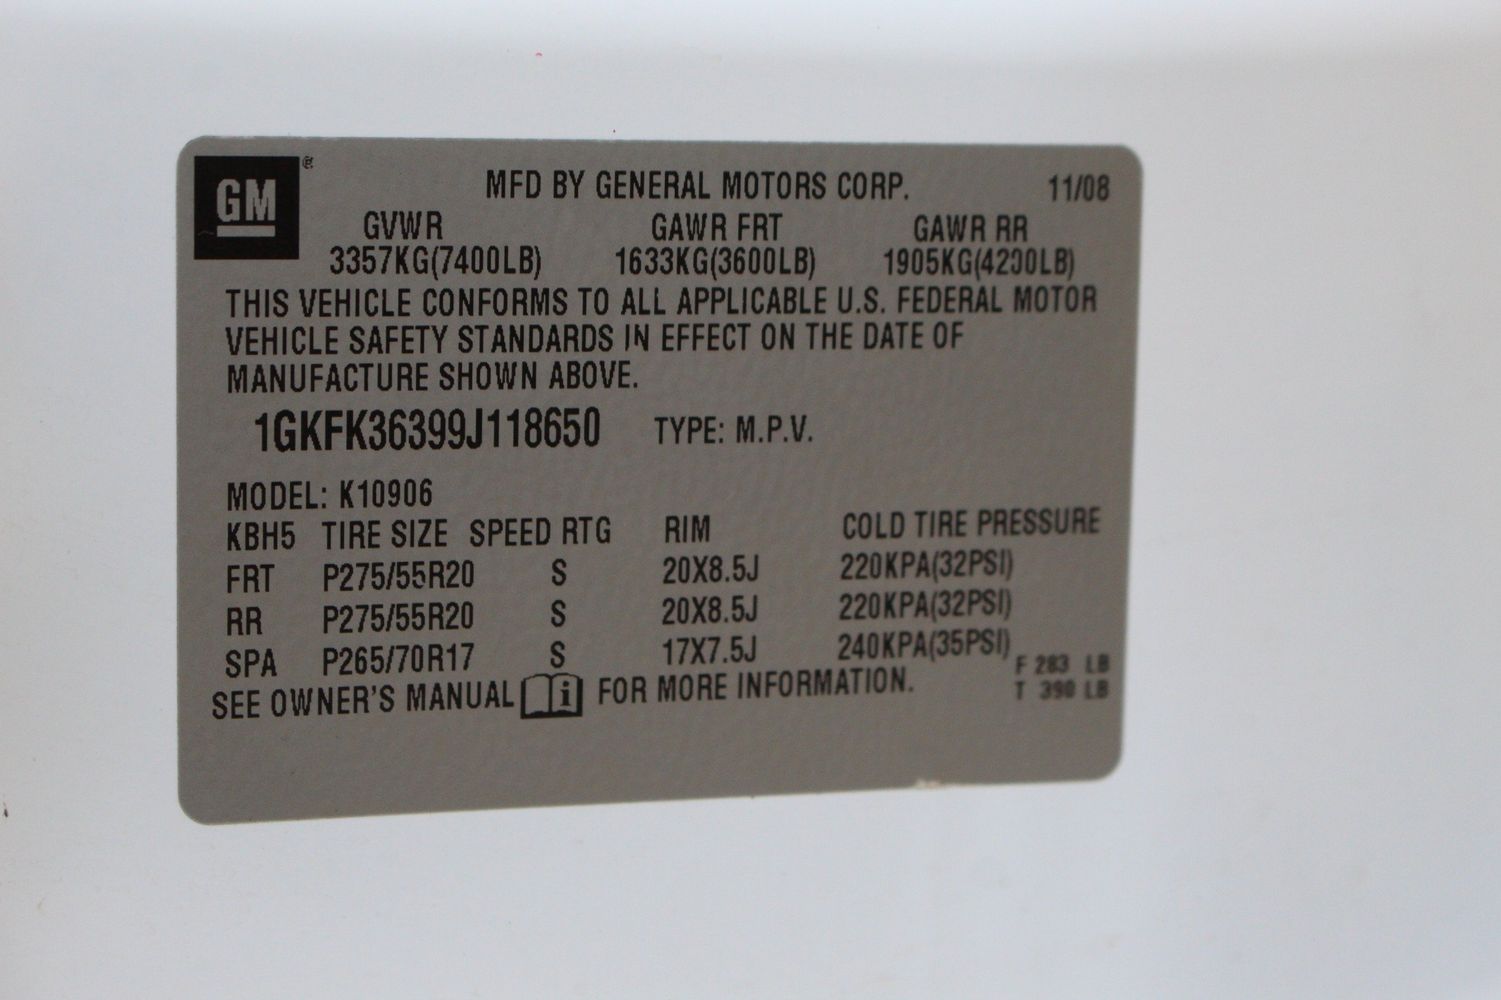 GM
MFD BY GENERAL MOTORS CORP. 11/08
GVWR GAWR FRT GAWR RR
3357KG(7400LB) 1633KG(3600LB) 1905KG(4200LB)
THIS VEHICLE CONFORMS TO ALL APPLICABLE U.S. FEDERAL MOTOR
VEHICLE SAFETY STANDARDS IN EFFECT ON THE DATE OF
MANUFACTURE SHOWN ABOVE.
1GKFK36399J118650 TYPE: M.P.V.
MODEL: K10906
KBH5 TIRE SIZE SPEED RTG RIM COLD TIRE PRESSURE
FRT P275/55R20 S 20X8.5J 220KPA(32PSI)
RR P275/55R20 S 20X8.5J 220KPA(32PSI)
SPA P265/70R17 S 17X7.5J 240KPA(35PSI)
F 283 LB
SEE OWNER'S MANUAL i FOR MORE INFORMATION. T 390 LB